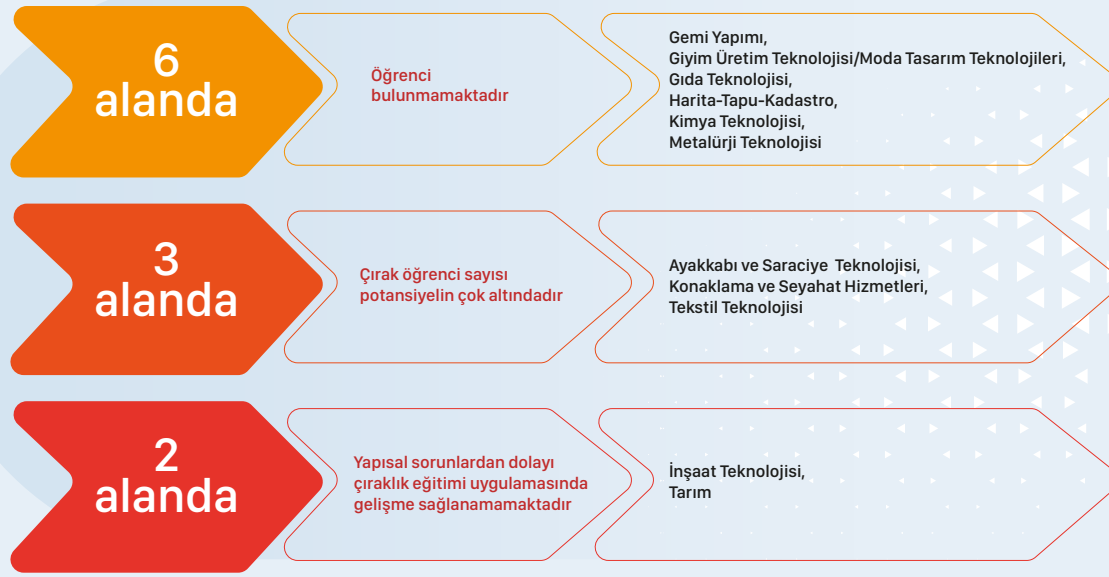 6
alanda
Öğrenci
bulunmamaktadır
Gemi Yapımı,
Giyim Üretim Teknolojisi/Moda Tasarım Teknolojileri,
Gıda Teknolojisi,
Harita-Tapu-Kadastro,
Kimya Teknolojisi,
Metalürji Teknolojisi
3
alanda
Çırak öğrenci sayısı
potansiyelin çok altındadır
Ayakkabı ve Saraciye Teknolojisi,
Konaklama ve Seyahat Hizmetleri,
Tekstil Teknolojisi
2
alanda
Yapısal sorunlardan dolayı
çıraklık eğitimi uygulamasında
gelişme sağlanamamaktadır
İnşaat Teknolojisi,
Tarım